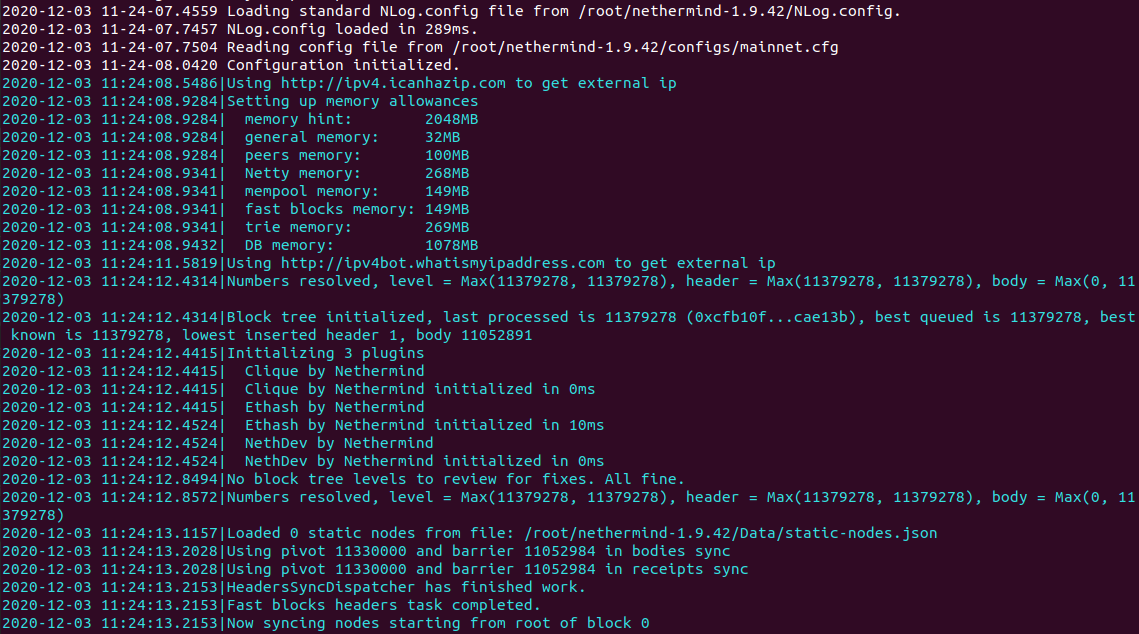 2020-12-03 11-24-07.4559 Loading standard NLog.config file from /root/nethermind-1.9.42/NLog.config.
2020-12-03 11-24-07.7457 NLog.config loaded in 289ms.
2020-12-03 11-24-07.7504 Reading config file from /root/nethermind-1.9.42/configs/mainnet.cfg
2020-12-03 11-24-08.0420 Configuration initialized.
2020-12-03 11:24:08.5486|Using http://ipv4.icanhazip.com to get external ip
2020-12-03 11:24:08.9284|Setting up memory allowances
2020-12-03 11:24:08.9284|  memory hint:        2048MB
2020-12-03 11:24:08.9284|  general memory:     32MB
2020-12-03 11:24:08.9284|  peers memory:       100MB
2020-12-03 11:24:08.9341|  Netty memory:       268MB
2020-12-03 11:24:08.9341|  mempool memory:     149MB
2020-12-03 11:24:08.9341|  fast blocks memory: 149MB
2020-12-03 11:24:08.9341|  trie memory:        269MB
2020-12-03 11:24:08.9432|  DB memory:          1078MB
2020-12-03 11:24:11.5819|Using http://ipv4bot.whatismyipaddress.com to get external ip
2020-12-03 11:24:12.4314|Numbers resolved, level = Max(11379278, 11379278), header = Max(11379278, 11379278), body = Max(0, 11
379278)
2020-12-03 11:24:12.4314|Block tree initialized, last processed is 11379278 (0xcfb10f...cae13b), best queued is 11379278, best
 known is 11379278, lowest inserted header 1, body 11052891
2020-12-03 11:24:12.4415|Initializing 3 plugins
2020-12-03 11:24:12.4415|  Clique by Nethermind
2020-12-03 11:24:12.4415|  Clique by Nethermind initialized in 0ms
2020-12-03 11:24:12.4415|  Ethash by Nethermind
2020-12-03 11:24:12.4524|  Ethash by Nethermind initialized in 10ms
2020-12-03 11:24:12.4524|  NethDev by Nethermind
2020-12-03 11:24:12.4524|  NethDev by Nethermind initialized in 0ms
2020-12-03 11:24:12.8494|No block tree levels to review for fixes. All fine.
2020-12-03 11:24:12.8572|Numbers resolved, level = Max(11379278, 11379278), header = Max(11379278, 11379278), body = Max(0, 11
379278)
2020-12-03 11:24:13.1157|Loaded 0 static nodes from file: /root/nethermind-1.9.42/Data/static-nodes.json
2020-12-03 11:24:13.2028|Using pivot 11330000 and barrier 11052984 in bodies sync
2020-12-03 11:24:13.2028|Using pivot 11330000 and barrier 11052984 in receipts sync
2020-12-03 11:24:13.2153|HeadersSyncDispatcher has finished work.
2020-12-03 11:24:13.2153|Fast blocks headers task completed.
2020-12-03 11:24:13.2153|Now syncing nodes starting from root of block 0